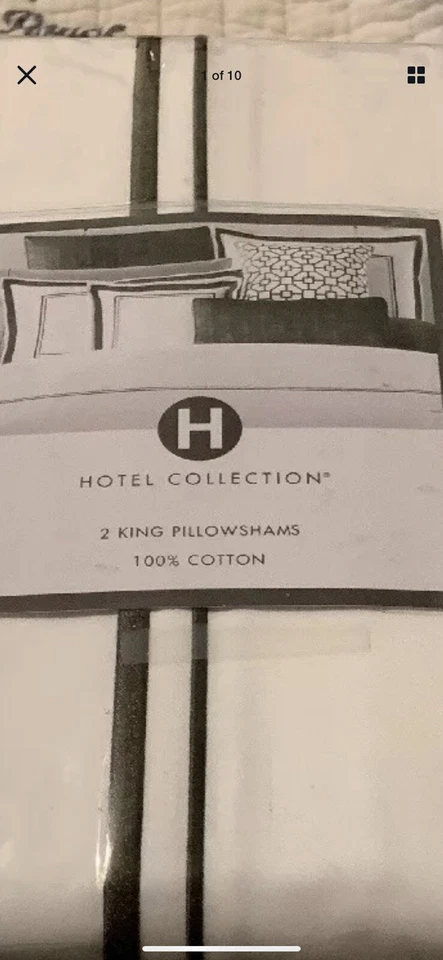 1 of 10
H
HOTEL COLLECTION®
2 KING PILLOWSHAMS
100% COTTON